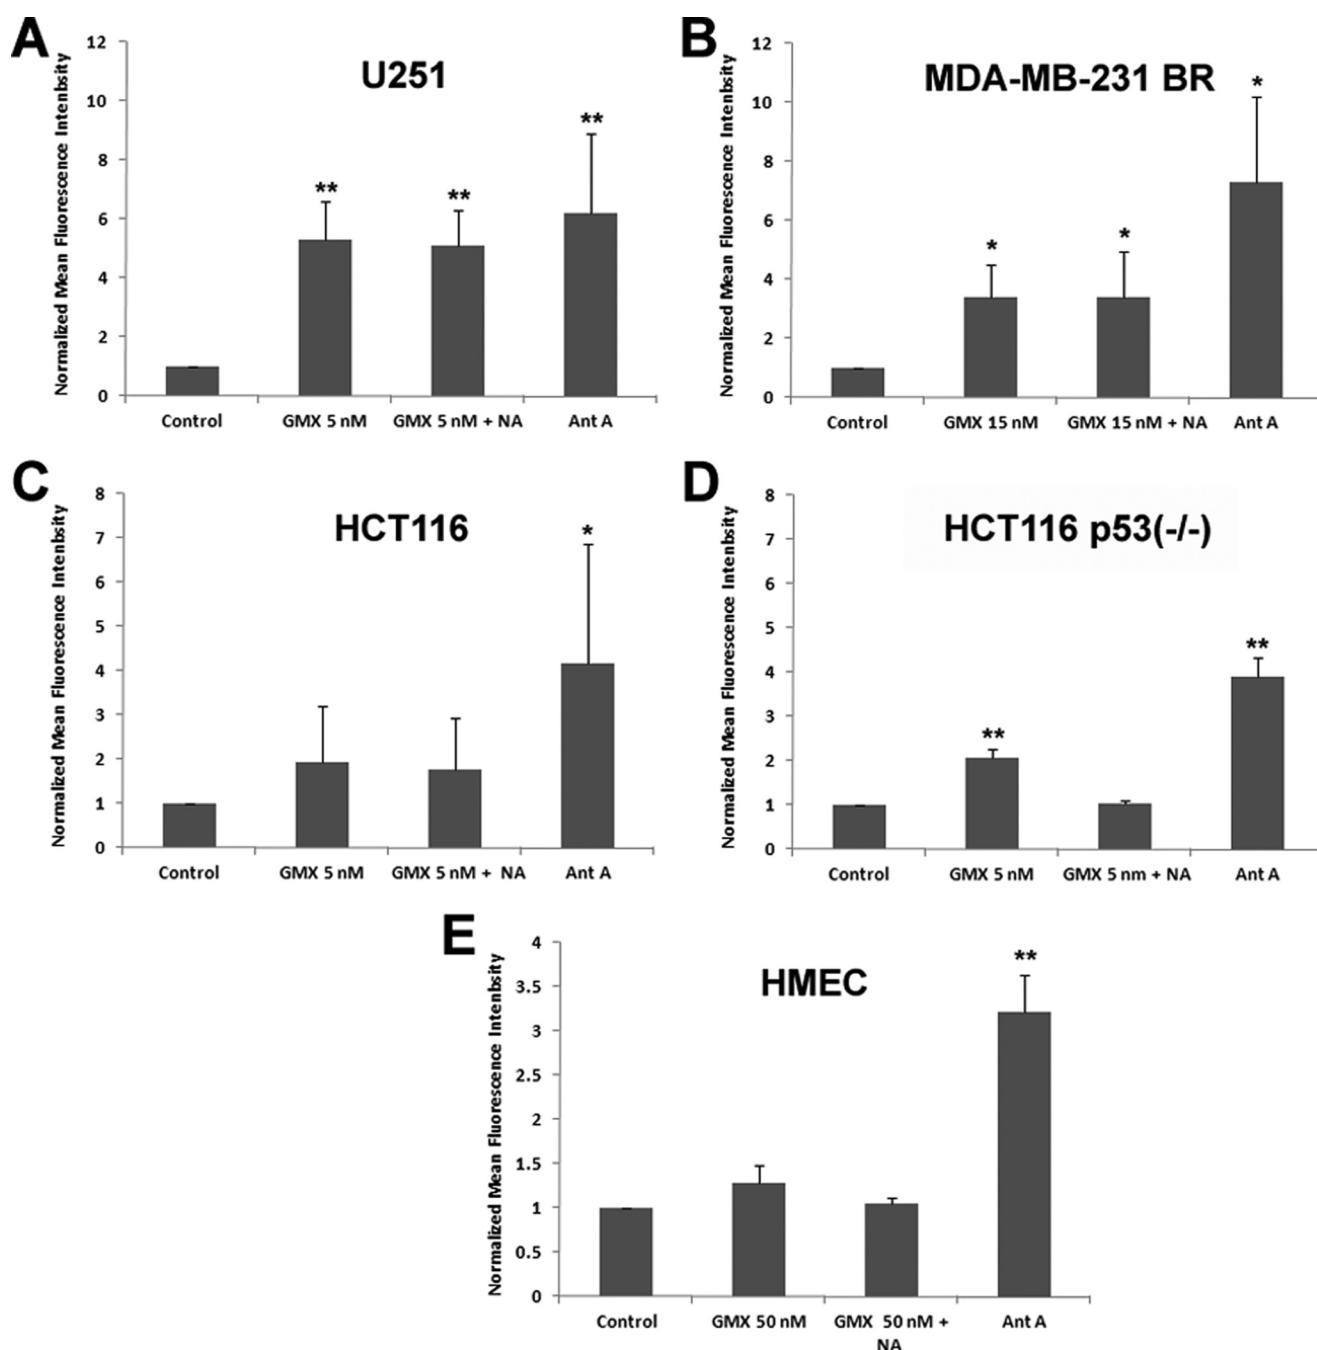 A
U251
Normalized Mean Fluorescence Intenbsity
12
10
8
6
4
2
0
**
**
**
Control
GMX 5 nM
GMX 5 nM + NA
Ant A
B
MDA-MB-231 BR
Normalized Mean Fluorescence Intenbsity
12
10
8
6
4
2
0
*
*
*
Control
GMX 15 nM
GMX 15 nM + NA
Ant A
C
HCT116
Normalized Mean Fluorescence Intenbsity
8
7
6
5
4
3
2
1
0
*
Control
GMX 5 nM
GMX 5 nM + NA
Ant A
D
HCT116 p53(-/-)
Normalized Mean Fluorescence Intenbsity
8
7
6
5
4
3
2
1
0
**
**
Control
GMX 5 nM
GMX 5 nm + NA
Ant A
E
HMEC
Normalized Mean Fluorescence Intenbsity
4
3.5
3
2.5
2
1.5
1
0.5
0
**
Control
GMX 50 nM
GMX 50 nM +
NA
Ant A